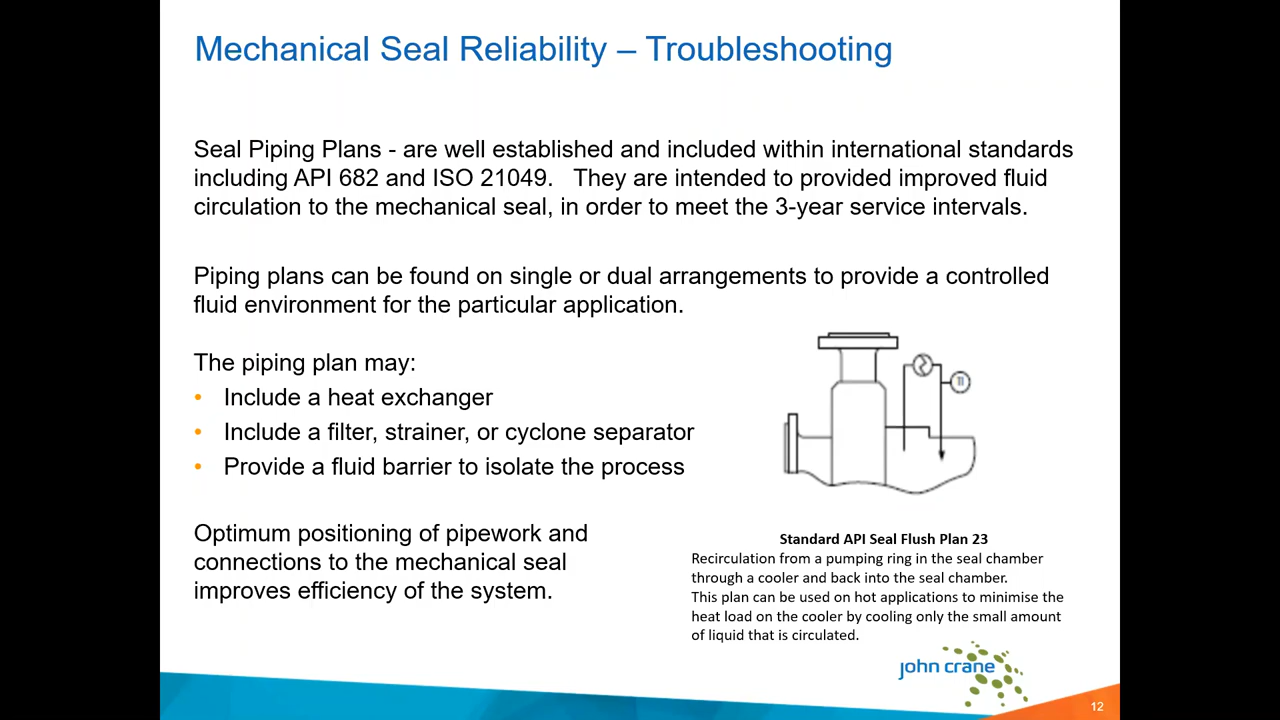 Mechanical Seal Reliability – Troubleshooting
Seal Piping Plans - are well established and included within international standards
including API 682 and ISO 21049.   They are intended to provided improved fluid
circulation to the mechanical seal, in order to meet the 3-year service intervals.
Piping plans can be found on single or dual arrangements to provide a controlled
fluid environment for the particular application.
The piping plan may:
• Include a heat exchanger
• Include a filter, strainer, or cyclone separator
• Provide a fluid barrier to isolate the process
TI
Optimum positioning of pipework and
connections to the mechanical seal
improves efficiency of the system.
Standard API Seal Flush Plan 23
Recirculation from a pumping ring in the seal chamber
through a cooler and back into the seal chamber.
This plan can be used on hot applications to minimise the
heat load on the cooler by cooling only the small amount
of liquid that is circulated.
john crane
12